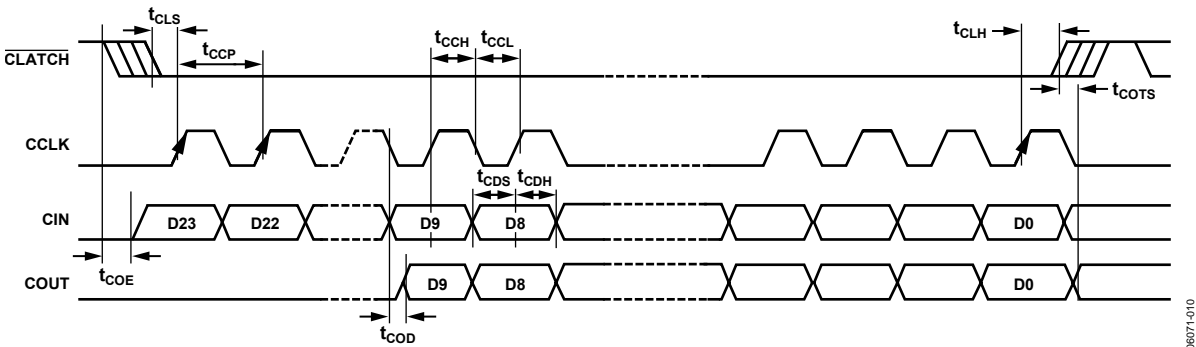 tCLS
tCCP
tCCH
tCCL
tCLH
CLATCH
tCOTS
CCLK
tCDS
tCDH
CIN
D23
D22
D9
D8
D0
tCOE
COUT
D9
D8
D0
tCOD
06071-010